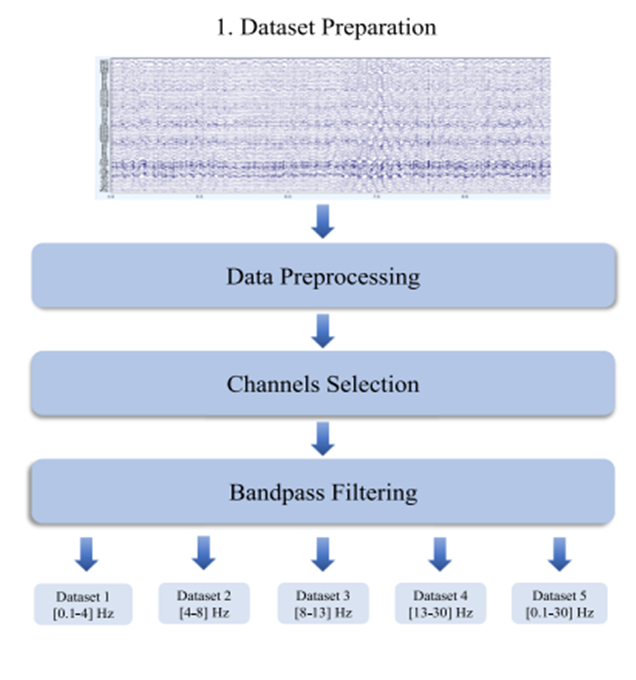 1. Dataset Preparation
Data Preprocessing
Channels Selection
Bandpass Filtering
Dataset 1
[0.1-4] Hz
Dataset 2
[4-8] Hz
Dataset 3
[8-13] Hz
Dataset 4
[13-30] Hz
Dataset 5
[0.1-30] Hz